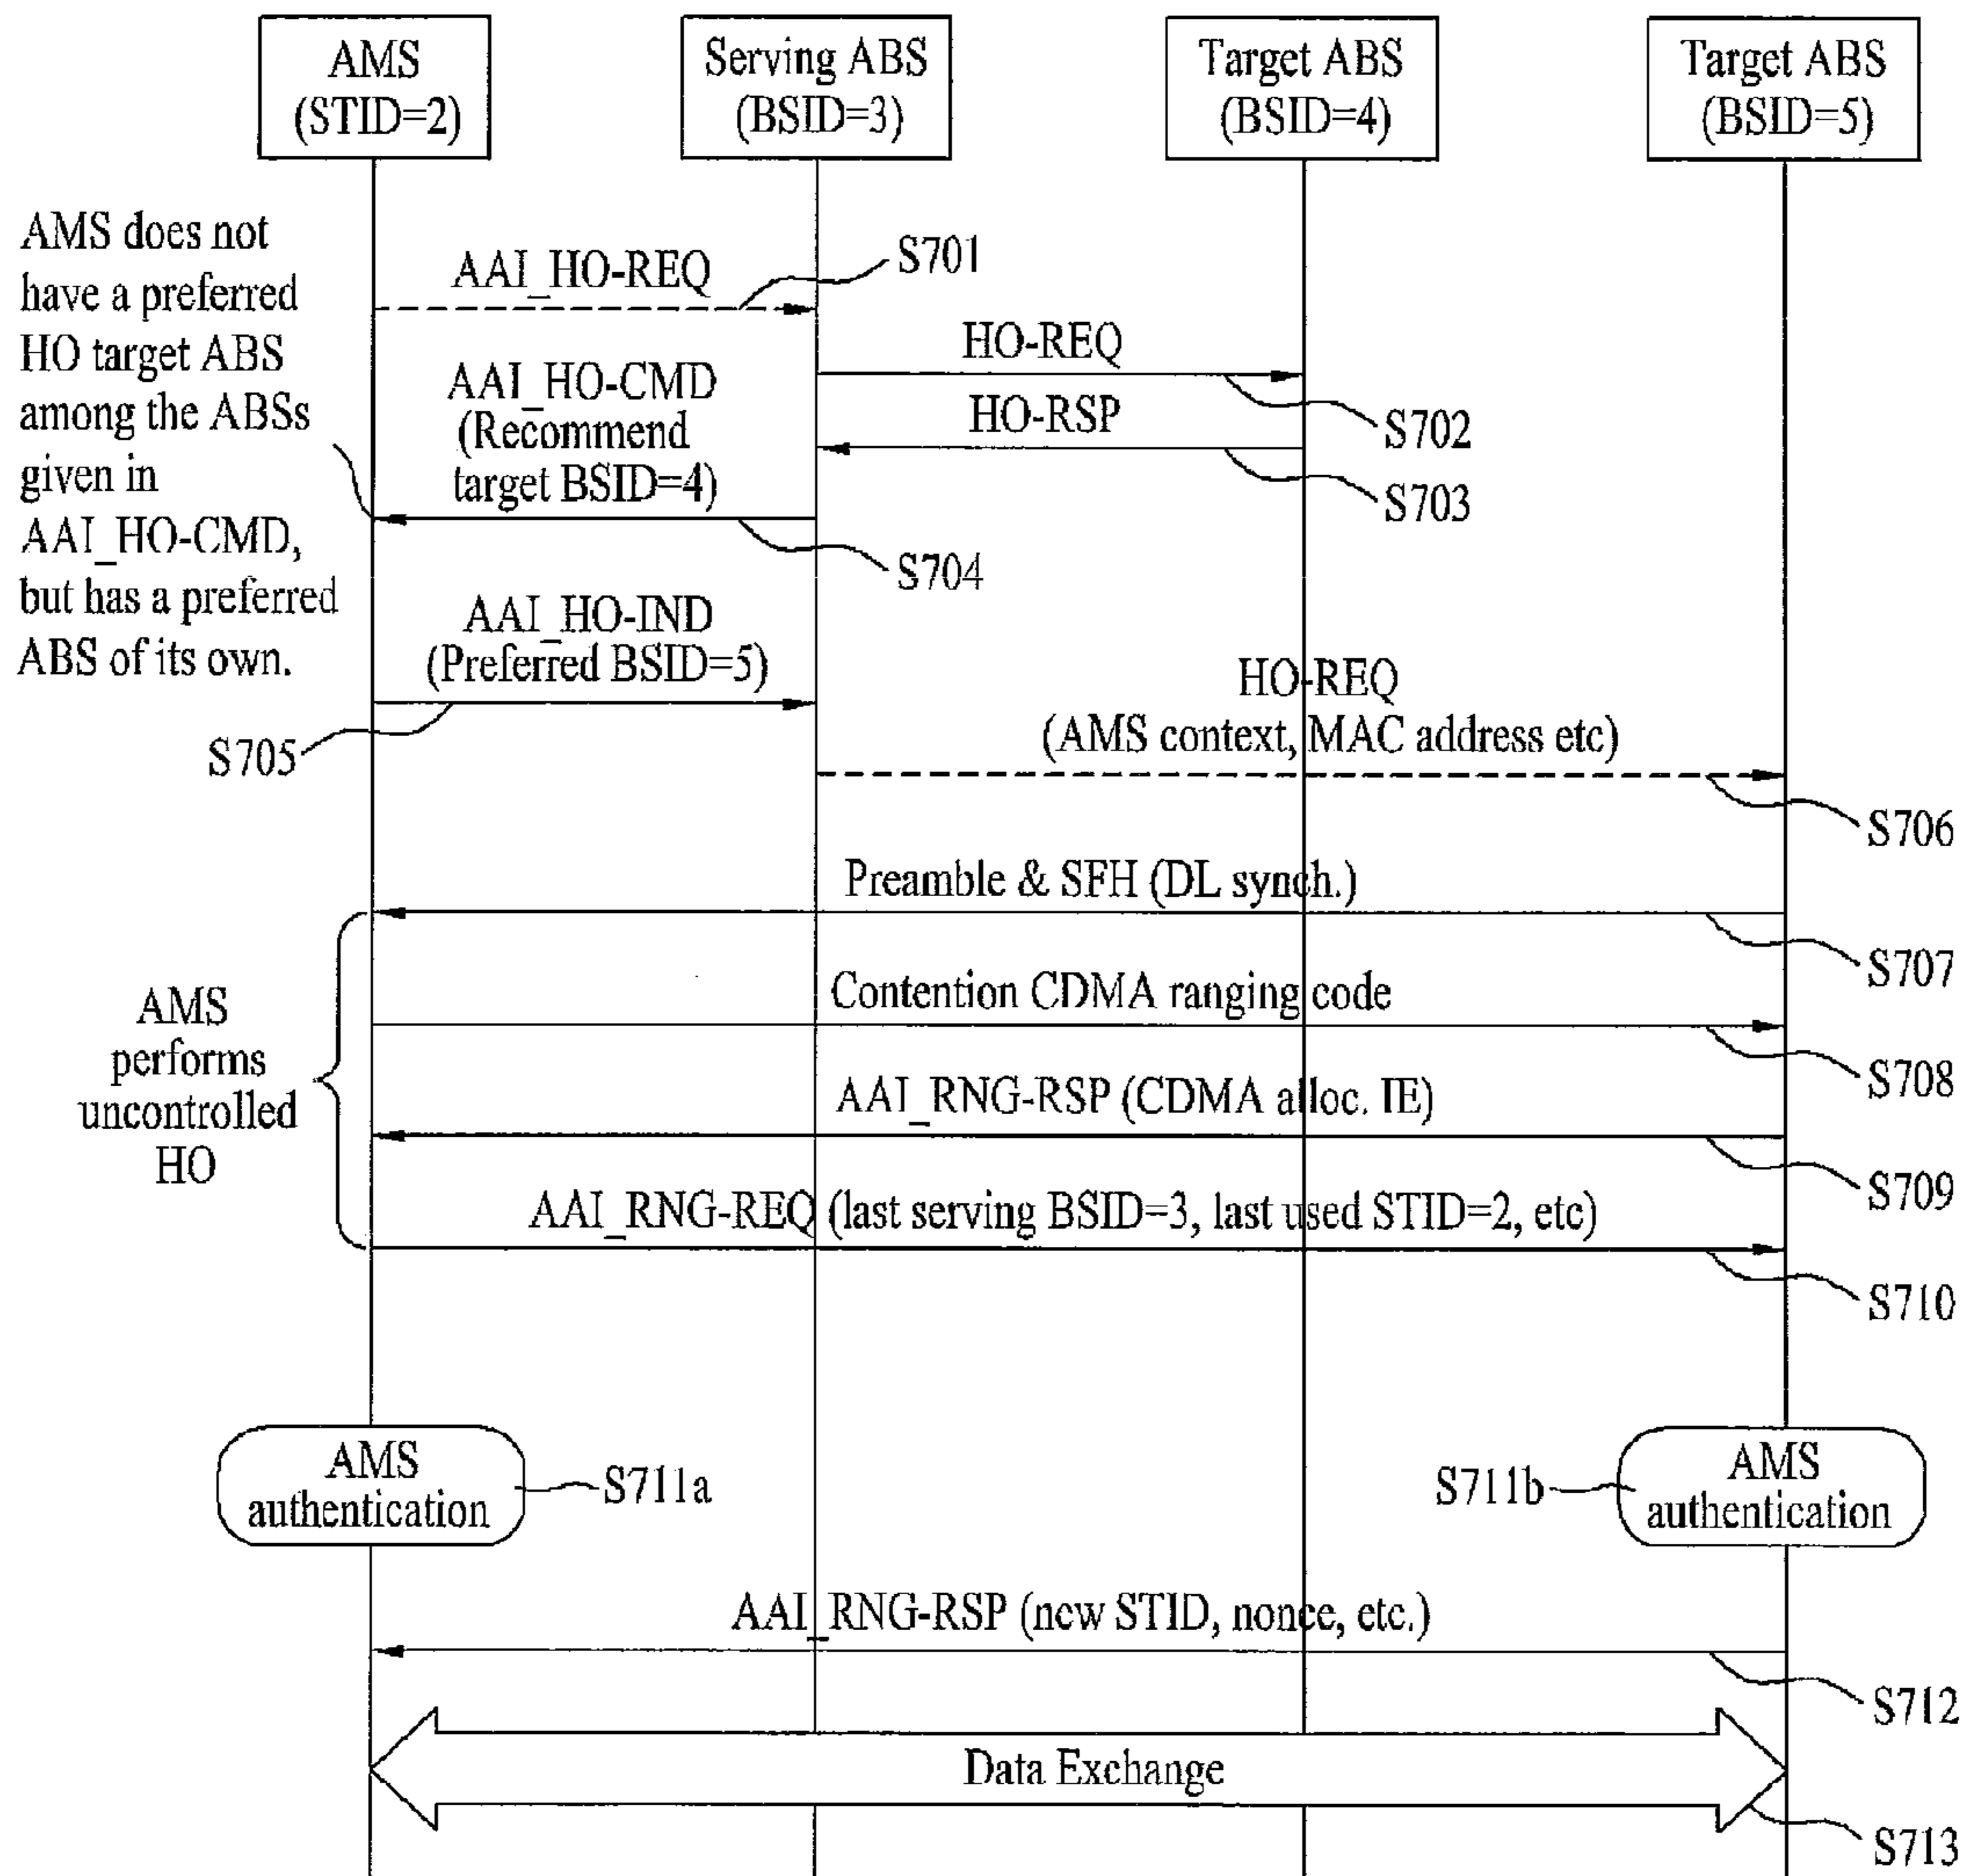 AMS
(STID=2)
Serving ABS
(BSID=3)
Target ABS
(BSID=4)
Target ABS
(BSID=5)
AMS does not
have a preferred
HO target ABS
among the ABSs
given in
AAI_HO-CMD,
but has a preferred
ABS of its own.
AAI_HO-REQ
S701
HO-REQ
S702
HO-RSP
S703
AAI_HO-CMD
(Recommend
target BSID=4)
S704
AAI_HO-IND
(Preferred BSID=5)
S705
HO-REQ
(AMS context, MAC address etc)
S706
Preamble & SFH (DL synch.)
S707
AMS
performs
uncontrolled
HO
Contention CDMA ranging code
S708
AAI_RNG-RSP (CDMA alloc. IE)
S709
AAI_RNG-REQ (last serving BSID=3, last used STID=2, etc)
S710
AMS
authentication
S711a
S711b
AMS
authentication
AAI_RNG-RSP (new STID, nonce, etc.)
S712
Data Exchange
S713